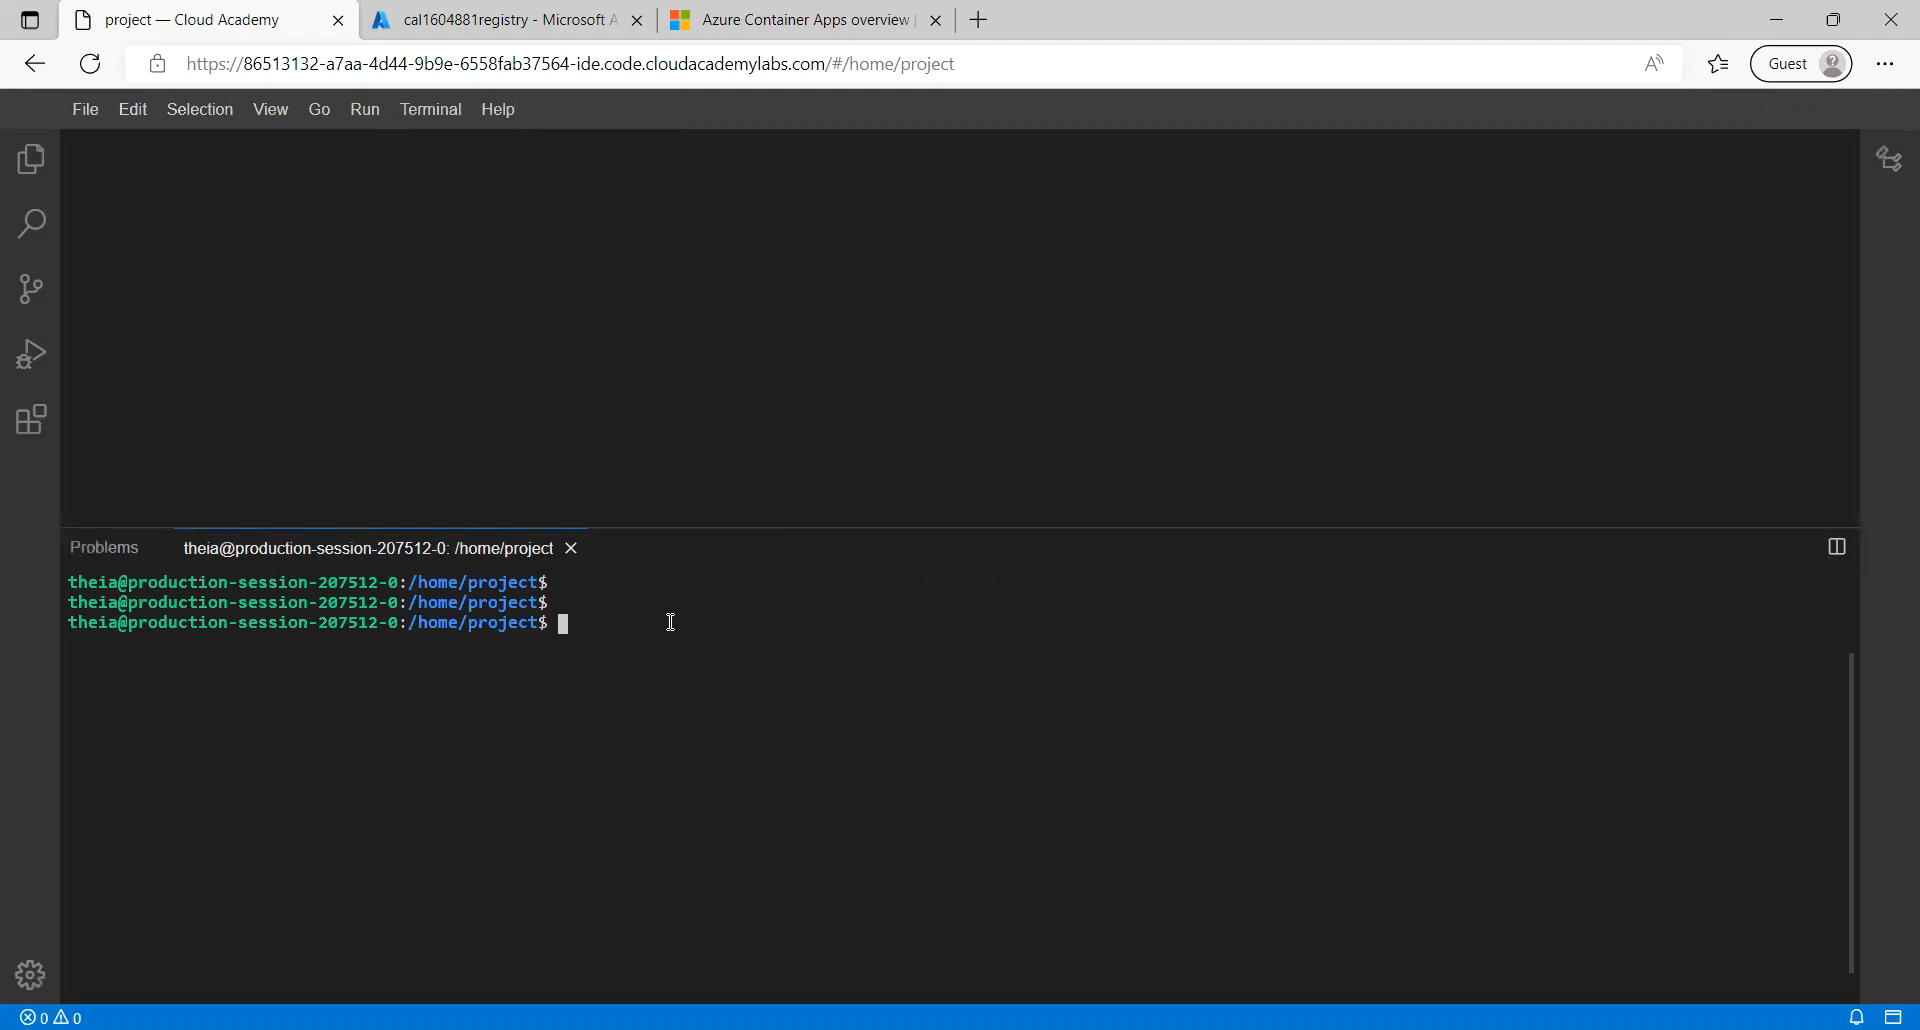 project — Cloud Academy
cal1604881registry - Microsoft A
Azure Container Apps overview
https://86513132-a7aa-4d44-9b9e-6558fab37564-ide.code.cloudacademylabs.com/#/home/project
Guest
File Edit Selection View Go Run Terminal Help
Problems theia@production-session-207512-0: /home/project
theia@production-session-207512-0:/home/project$
theia@production-session-207512-0:/home/project$
theia@production-session-207512-0:/home/project$
0 0